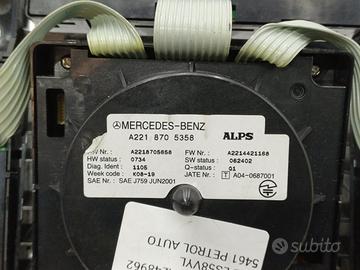 MERCEDES-BENZ
A221 870 5358 ALPS
Nr. : A2218705858 FW Nr. : A2214421168
HW status : 0734 SW status : 062402
Diag. Ident : 1105 Q-status : 01
Week code : K08-19 JATE Nr. : T A04-0687001
SAE Nr. : SAE J759 JUN2001
5461 PETROL AUTO
subito